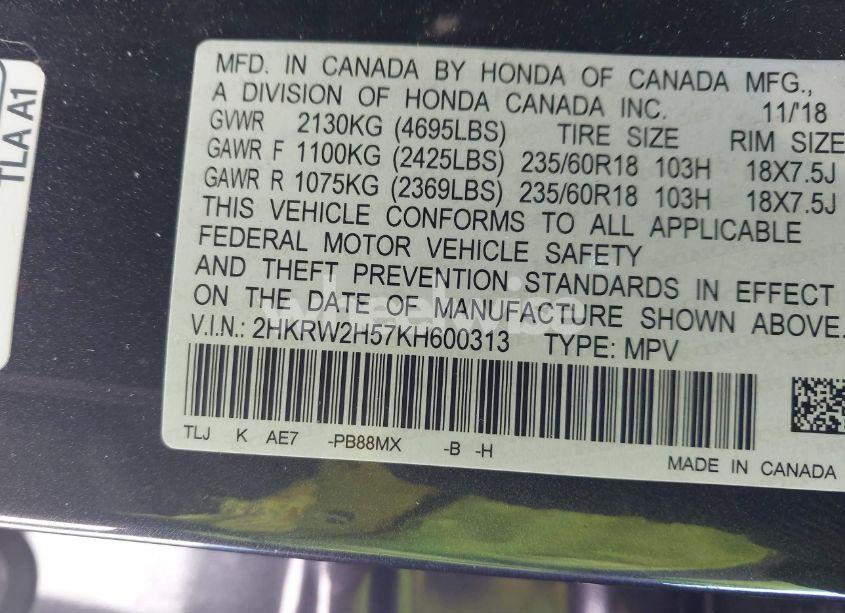 TLA A1
MFD. IN CANADA BY HONDA OF CANADA MFG.,
A DIVISION OF HONDA CANADA INC. 11/'18
GVWR 2130KG (4695LBS) TIRE SIZE RIM SIZE
GAWR F 1100KG (2425LBS) 235/60R18 103H 18X7.5J
GAWR R 1075KG (2369LBS) 235/60R18 103H 18X7.5J
THIS VEHICLE CONFORMS TO ALL APPLICABLE
FEDERAL MOTOR VEHICLE SAFETY
AND THEFT PREVENTION STANDARDS IN EFFECT
ON THE DATE OF MANUFACTURE SHOWN ABOVE.
V.I.N.: 2HKRW2H57KH600313 TYPE: MPV
TLJ K AE7 -PB88MX -B -H
MADE IN CANADA